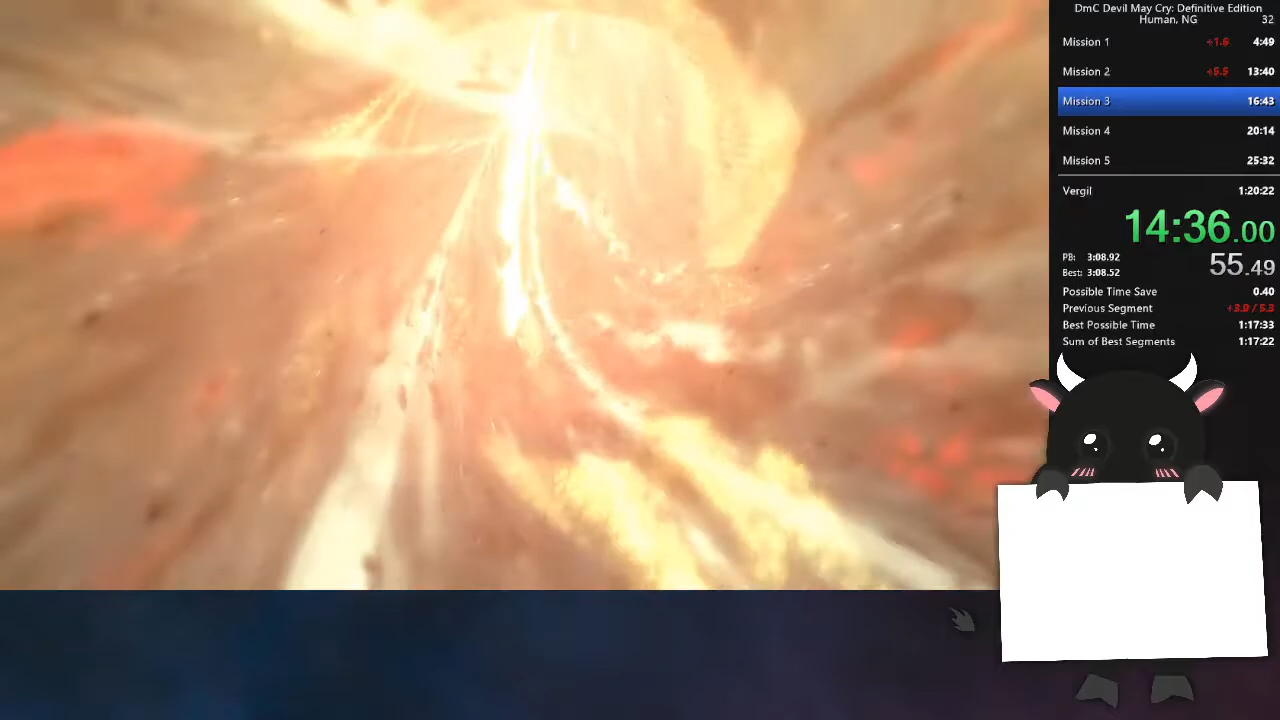 DmC Devil May Cry: Definitive Edition
Human, NG 32
Mission 1 +1.6 4:49
Mission 2 +5.5 13:40
Mission 3 16:43
Mission 4 20:14
Mission 5 25:32
Vergil 1:20:22
14:36.00
PB: 3:08.92
55.49
Best: 3:08.52
Possible Time Save 0.40
Previous Segment +3.9 / 5.3
Best Possible Time 1:17:33
Sum of Best Segments 1:17:22